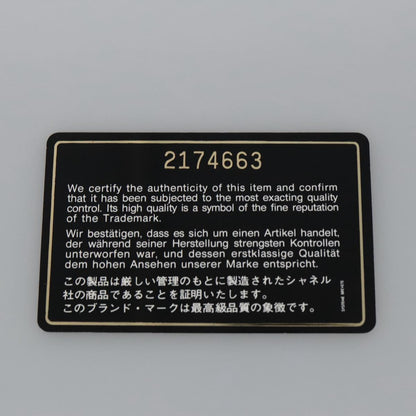 2174663
We certify the authenticity of this item and confirm
that it has been subjected to the most exacting quality
control. Its high quality is a symbol of the fine reputation
of the Trademark.
Wir bestätigen, dass es sich um einen Artikel handelt,
der während seiner Herstellung strengsten Kontrollen
unterworfen war, und dessen erstklassige Qualität
dem hohen Ansehen unserer Marke entspricht.
この製品は厳しい管理のもとに製造されたシャネル
社の商品であることを証明いたします。
このブランド・マークは最高級品質の象徴です。